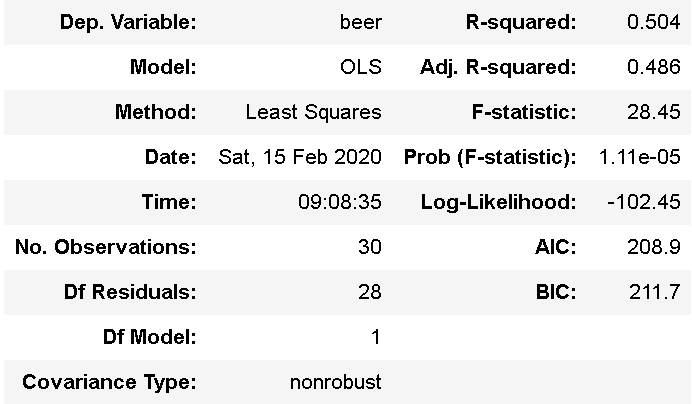 Dep. Variable: beer R-squared: 0.504
Model: OLS Adj. R-squared: 0.486
Method: Least Squares F-statistic: 28.45
Date: Sat, 15 Feb 2020 Prob (F-statistic): 1.11e-05
Time: 09:08:35 Log-Likelihood: -102.45
No. Observations: 30 AIC: 208.9
Df Residuals: 28 BIC: 211.7
Df Model: 1
Covariance Type: nonrobust